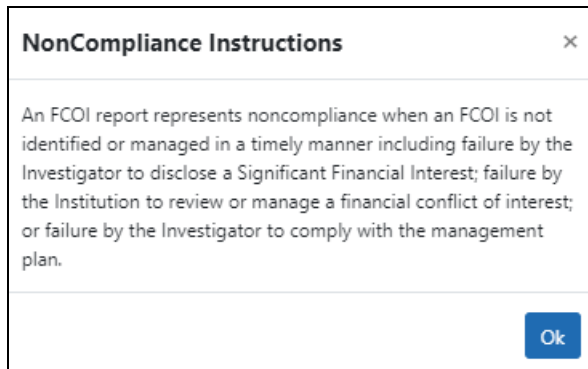 NonCompliance Instructions ×
An FCOI report represents noncompliance when an FCOI is not
identified or managed in a timely manner including failure by the
Investigator to disclose a Significant Financial Interest; failure by
the Institution to review or manage a financial conflict of interest;
or failure by the Investigator to comply with the management
plan.
Ok